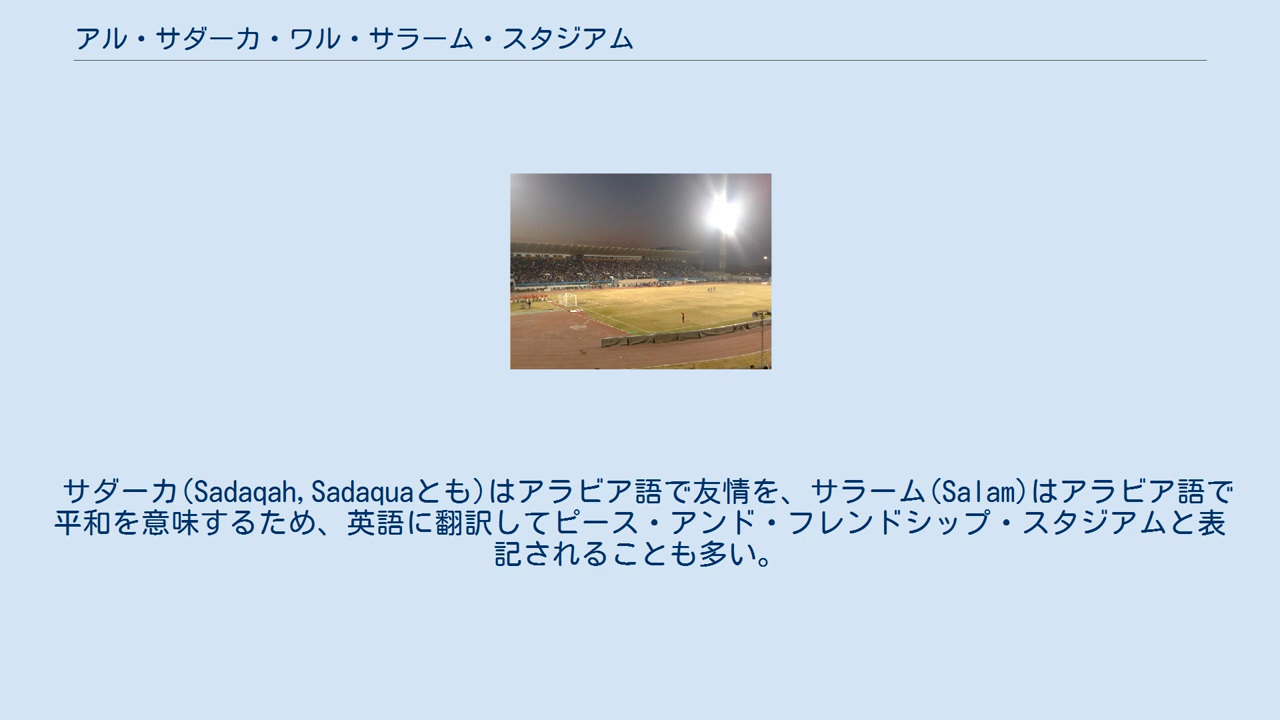 アル・サダーカ・ワル・サラーム・スタジアム
サダーカ(Sadaqah,Sadaquaとも)はアラビア語で友情を、サラーム(Salam)はアラビア語で
平和を意味するため、英語に翻訳してピース・アンド・フレンドシップ・スタジアムと表
記されることも多い。